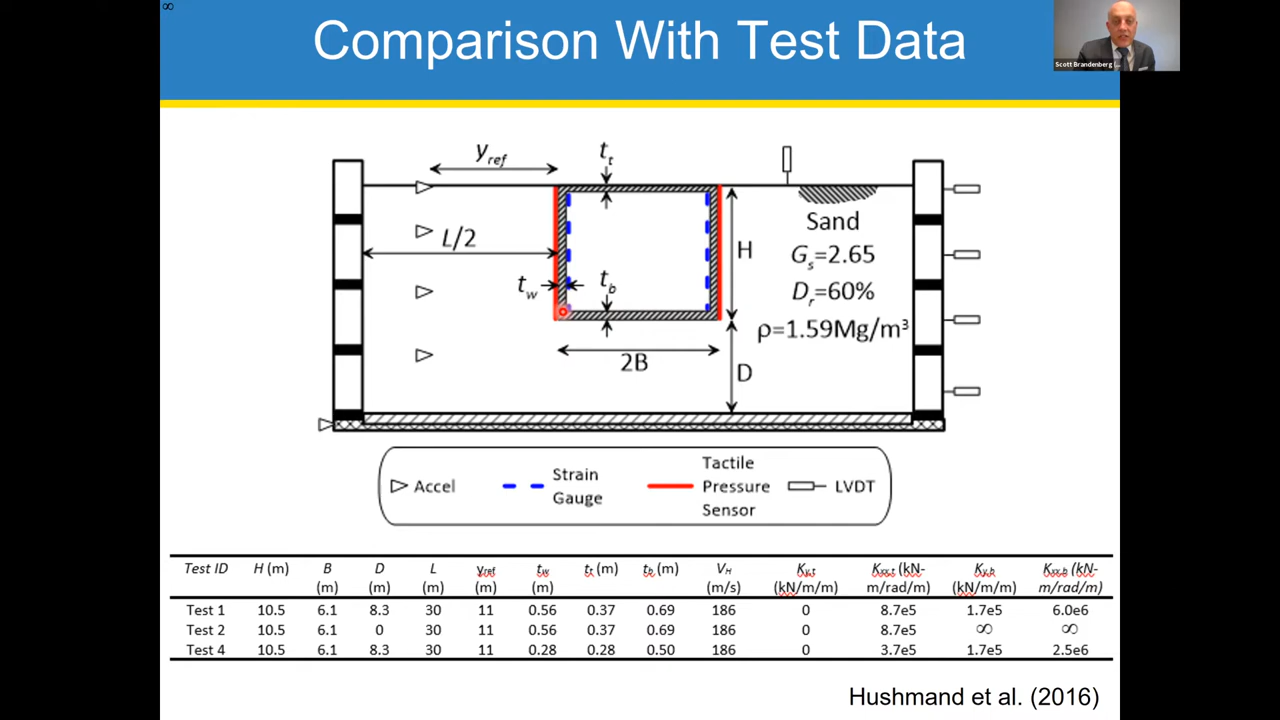 ∞
Comparison With Test Data
Scott Brandenberg
y_ref
t_t
L/2
t_w
t_b
H
2B
D
Sand
G_s=2.65
D_r=60%
ρ=1.59Mg/m³
Accel
Strain Gauge
Tactile Pressure Sensor
LVDT
Test ID H (m) B (m) D (m) L (m) y_ref (m) t_w (m) t_t (m) t_b (m) V_H (m/s) K_y,t (kN/m/m) K_xx,t (kN-m/rad/m) K_y,b (kN/m/m) K_xx,b (kN-m/rad/m)
Test 1 10.5 6.1 8.3 30 11 0.56 0.37 0.69 186 0 8.7e5 1.7e5 6.0e6
Test 2 10.5 6.1 0 30 11 0.56 0.37 0.69 186 0 8.7e5 ∞ ∞
Test 4 10.5 6.1 8.3 30 11 0.28 0.28 0.50 186 0 3.7e5 1.7e5 2.5e6
Hushmand et al. (2016)